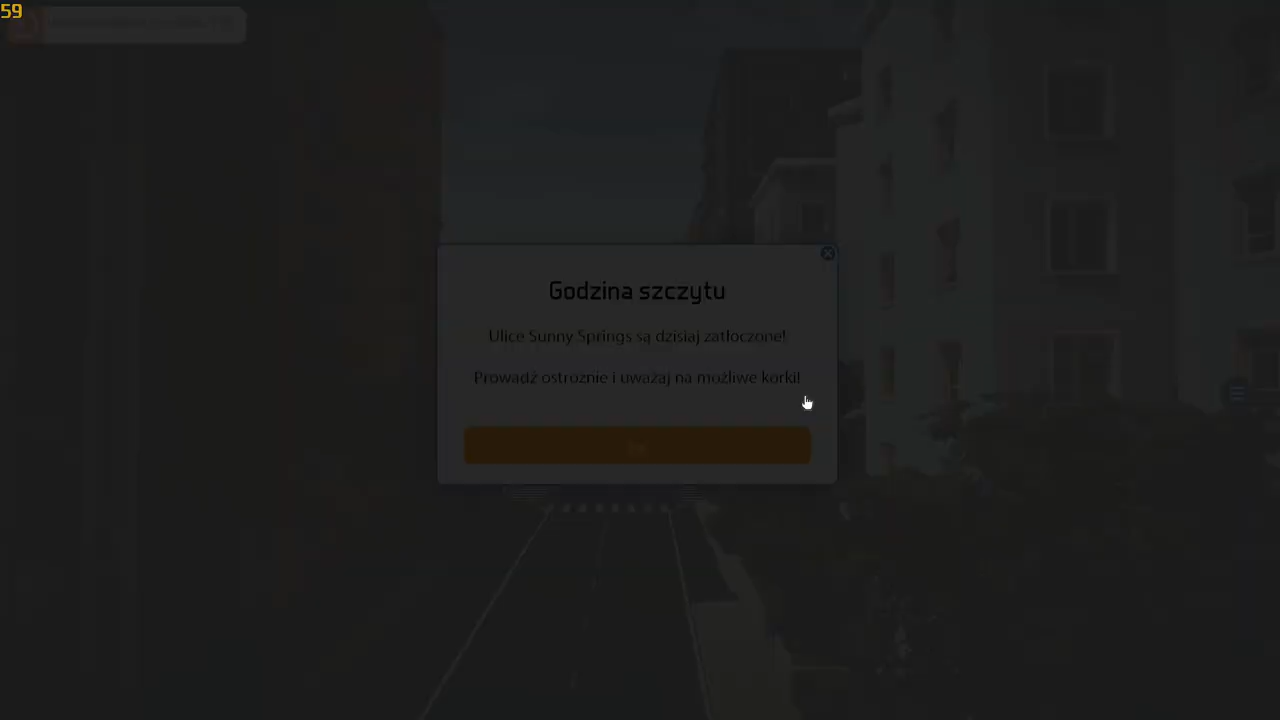 59
Godzina szczytu
Ulice Sunny Springs są dzisiaj zatłoczone!
Prowadź ostrożnie i uważaj na możliwe korki!